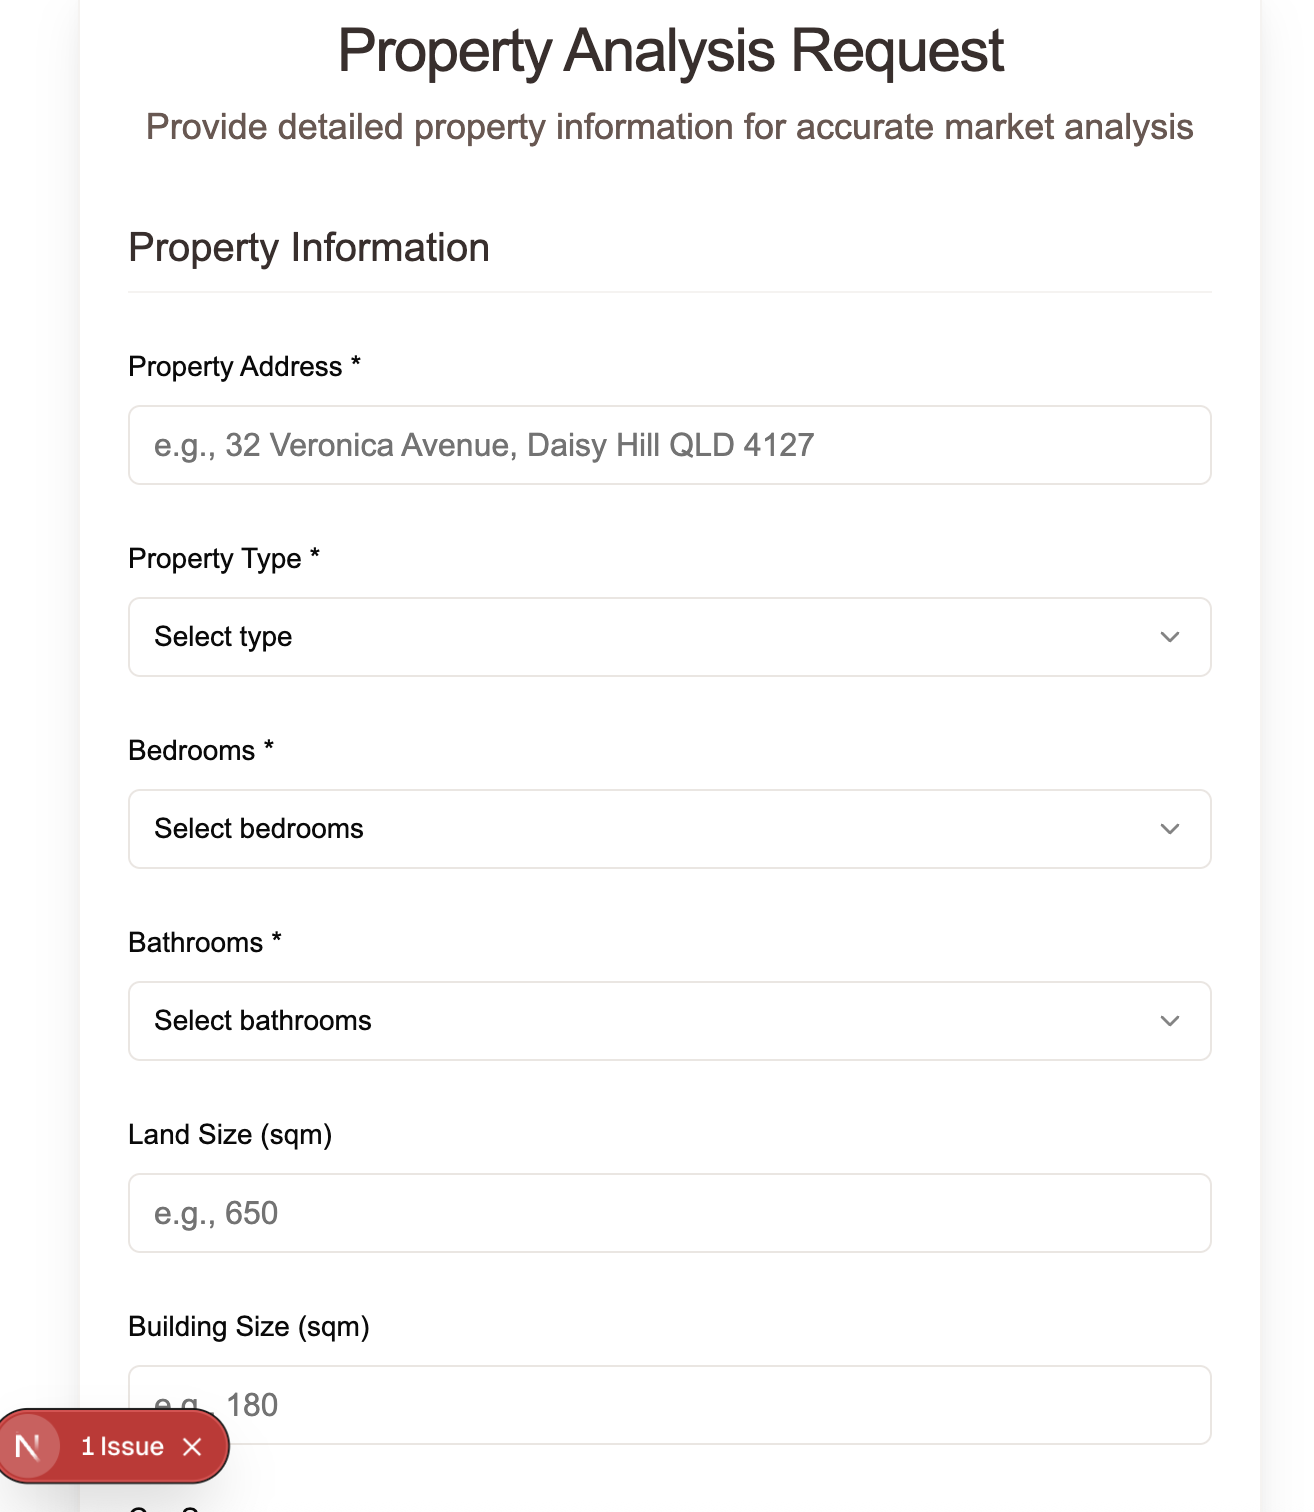 Property Analysis Request
Provide detailed property information for accurate market analysis
Property Information
Property Address *
e.g., 32 Veronica Avenue, Daisy Hill QLD 4127
Property Type *
Select type
Bedrooms *
Select bedrooms
Bathrooms *
Select bathrooms
Land Size (sqm)
e.g., 650
Building Size (sqm)
e.g., 180
N 1 Issue